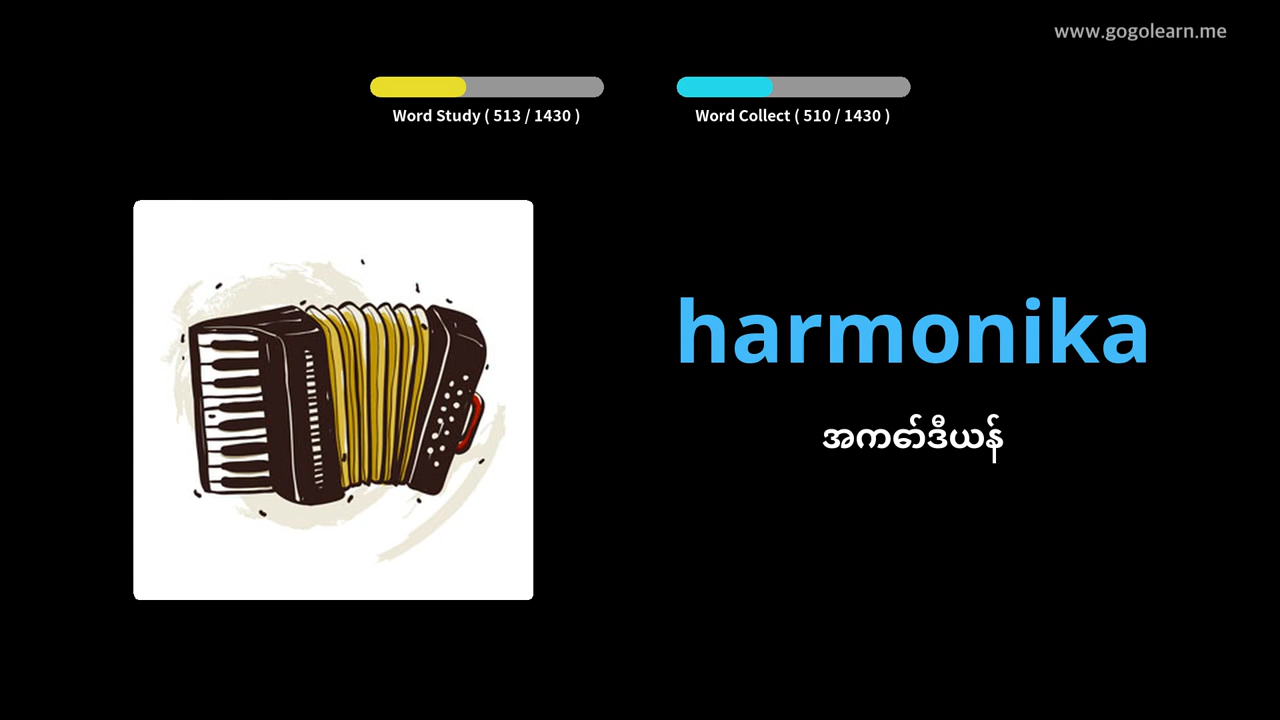 www.gogolearn.me
Word Study ( 513 / 1430 )
Word Collect ( 510 / 1430 )
harmonika
အကော်ဒီယန်